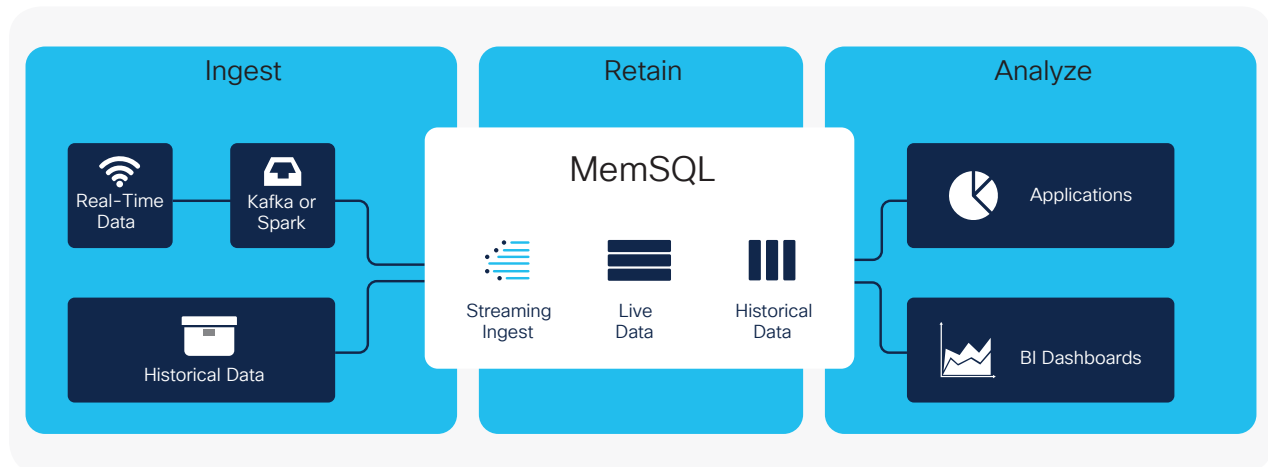 Ingest
Real-Time
Data
Kafka or
Spark
Historical Data
Retain
MemSQL
Streaming
Ingest
Live
Data
Historical
Data
Analyze
Applications
BI Dashboards